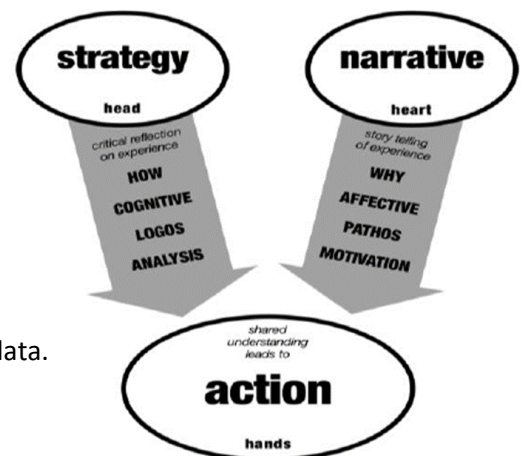 strategy
head
critical reflection
on experience
HOW
COGNITIVE
LOGOS
ANALYSIS
narrative
heart
story telling
of experience
WHY
AFFECTIVE
PATHOS
MOTIVATION
data.
shared
understanding
leads to
action
hands